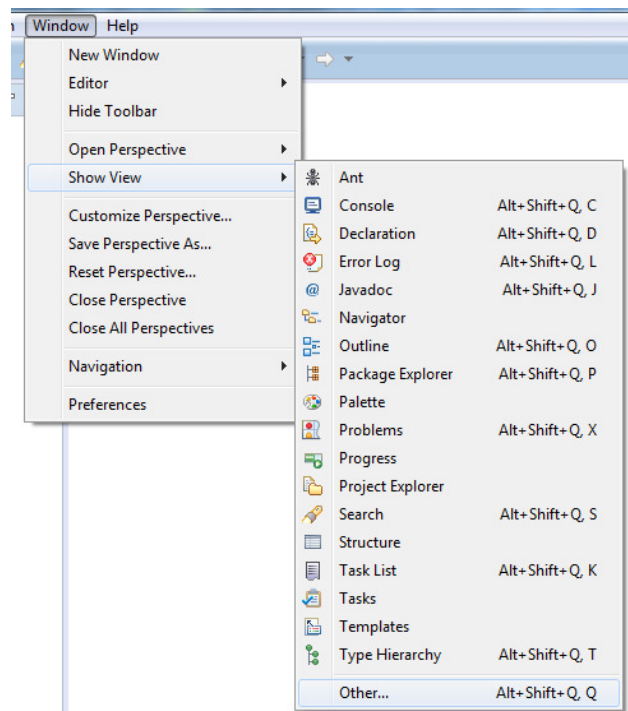 Window Help
New Window
Editor
Hide Toolbar
Open Perspective
Show View
Customize Perspective...
Save Perspective As...
Reset Perspective...
Close Perspective
Close All Perspectives
Navigation
Preferences
Ant
Console Alt+Shift+Q, C
Declaration Alt+Shift+Q, D
Error Log Alt+Shift+Q, L
Javadoc Alt+Shift+Q, J
Navigator
Outline Alt+Shift+Q, O
Package Explorer Alt+Shift+Q, P
Palette
Problems Alt+Shift+Q, X
Progress
Project Explorer
Search Alt+Shift+Q, S
Structure
Task List Alt+Shift+Q, K
Tasks
Templates
Type Hierarchy Alt+Shift+Q, T
Other... Alt+Shift+Q, Q